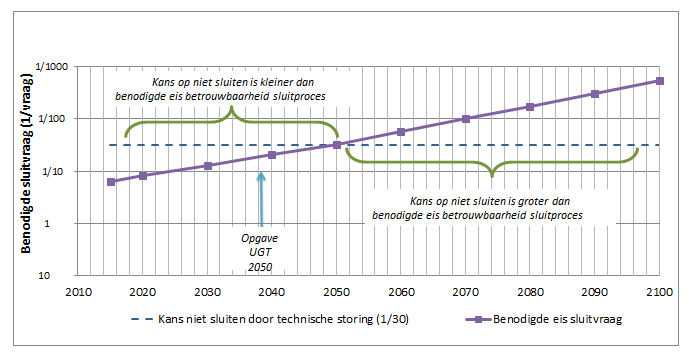 Benodigde sluitvraag (1/vraag)
1/1000
1/100
1/10
1
10
Kans op niet sluiten is kleiner dan
benodigde eis betrouwbaarheid sluitproces
Kans op niet sluiten is groter dan
benodigde eis betrouwbaarheid sluitproces
Opgave
UGT
2050
2010 2020 2030 2040 2050 2060 2070 2080 2090 2100
Kans niet sluiten door technische storing (1/30) Benodigde eis sluitvraag